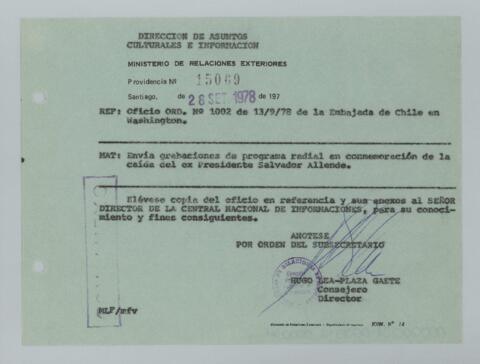 DIRECCION DE ASUNTOS
CULTURALES E INFORMACION
MINISTERIO DE RELACIONES EXTERIORES
Providencia Nº 15069
Santiago, de 28 SET. 1978 de 197
REF: Oficio ORD. Nº 1002 de 13/9/78 de la Embajada de Chile en
Washington.
MAT: Envía grabaciones de programa radial en conmemoración de la
caída del ex Presidente Salvador Allende.
Elévese copia del oficio en referencia y sus anexos al SEÑOR
DIRECTOR DE LA CENTRAL NACIONAL DE INFORMACIONES, para su conoci-
miento y fines consiguientes.
ANOTESE
POR ORDEN DEL SUBSECRETARIO
HUGO LEA-PLAZA GAETE
Consejero
Director
MLF/mfv